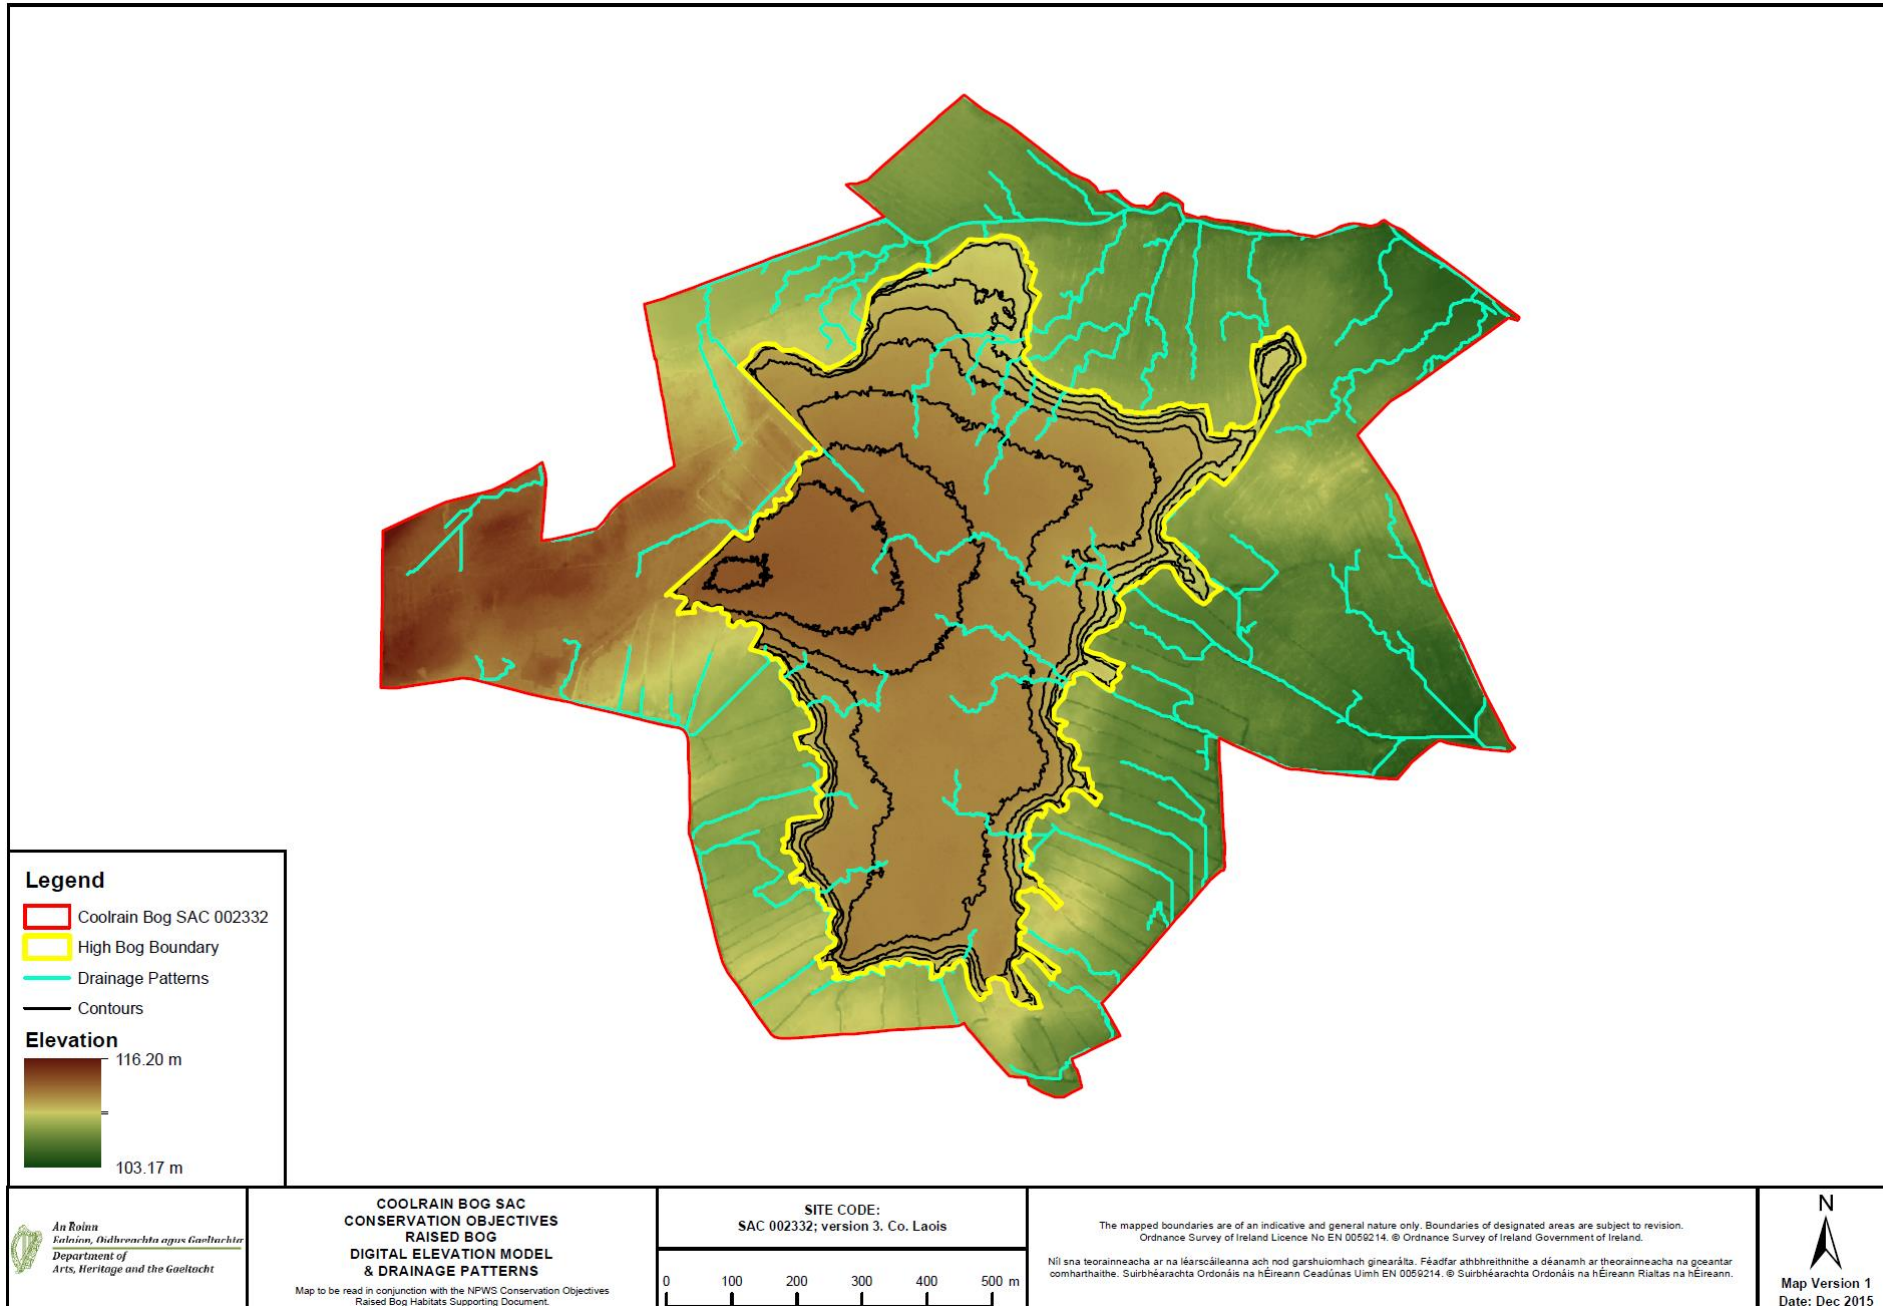 Legend
Coolrain Bog SAC 002332
High Bog Boundary
Drainage Patterns
Contours
Elevation
116.20 m
103.17 m
An Roinn
Ealaíon, Oidhreachta agus Gaeltachta
Department of
Arts, Heritage and the Gaeltacht
COOLRAIN BOG SAC
CONSERVATION OBJECTIVES
RAISED BOG
DIGITAL ELEVATION MODEL
& DRAINAGE PATTERNS
Map to be read in conjunction with the NPWS Conservation Objectives
Raised Bog Habitats Supporting Document.
SITE CODE:
SAC 002332; version 3. Co. Laois
0 100 200 300 400 500 m
The mapped boundaries are of an indicative and general nature only. Boundaries of designated areas are subject to revision.
Ordnance Survey of Ireland Licence No EN 0059214. © Ordnance Survey of Ireland Government of Ireland.
Níl sna teorainneacha ar na léarscáileanna ach nod garshuiomhach ginearálta. Féadfar athbhreithnithe a déanamh ar theorainneacha na gceantar
comharthaithe. Suirbhéarachta Ordonáis na hÉireann Ceadúnas Uimh EN 0059214. © Suirbhéarachta Ordonáis na hÉireann Rialtas na hÉireann.
N
Map Version 1
Date: Dec 2015